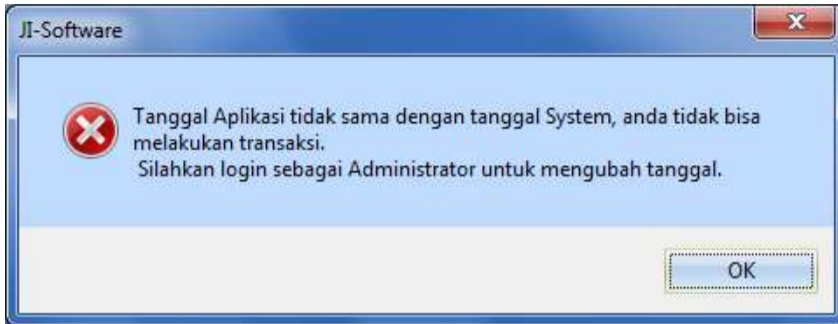 JI-Software
Tanggal Aplikasi tidak sama dengan tanggal System, anda tidak bisa
melakukan transaksi.
Silahkan login sebagai Administrator untuk mengubah tanggal.
OK